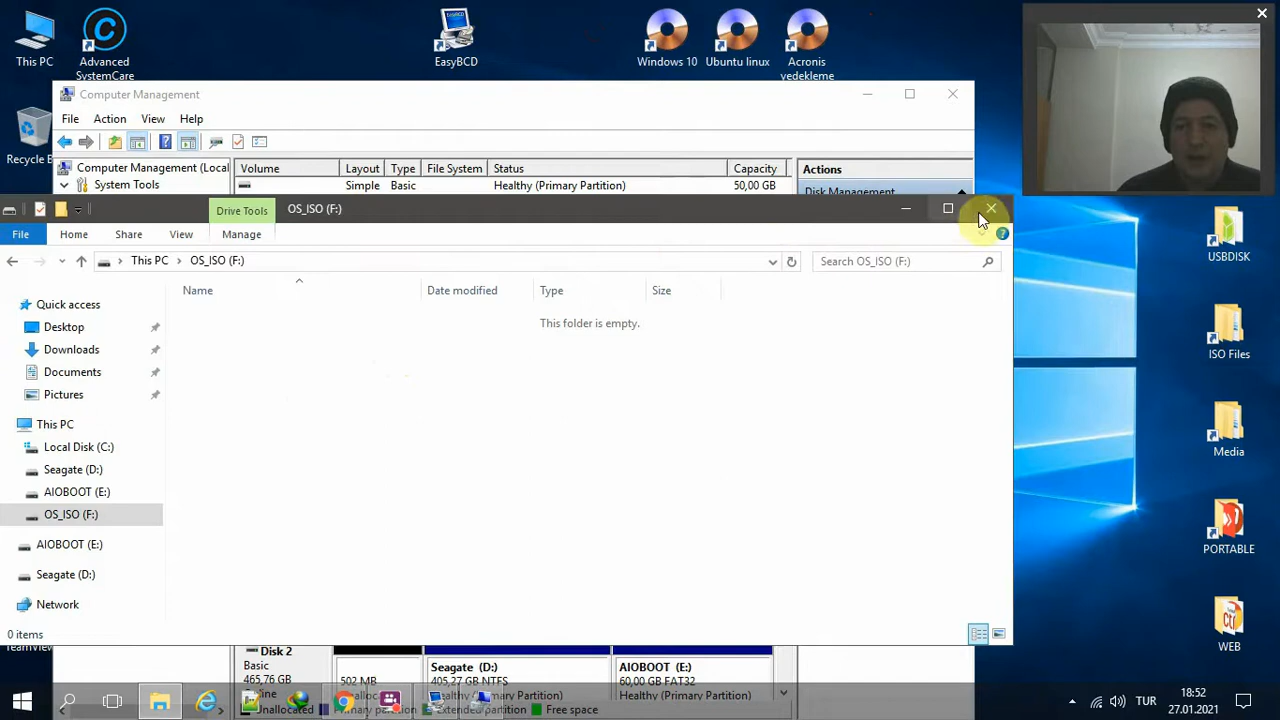 This PC
Advanced
SystemCare
EasyBCD
Windows 10
Ubuntu linux
Acronis
yedekleme
Recycle B
Computer Management
File Action View Help
Computer Management (Local
System Tools
Volume Layout Type File System Status Capacity
Simple Basic Healthy (Primary Partition) 50,00 GB
Actions
Disk Management
Drive Tools
OS_ISO (F:)
File Home Share View Manage
This PC > OS_ISO (F:)
Search OS_ISO (F:)
Name Date modified Type Size
This folder is empty.
Quick access
Desktop
Downloads
Documents
Pictures
This PC
Local Disk (C:)
Seagate (D:)
AIOBOOT (E:)
OS_ISO (F:)
AIOBOOT (E:)
Seagate (D:)
Network
0 items
USBDISK
ISO Files
Media
PORTABLE
WEB
Disk 2
Basic
465,76 GB
502 MB
Seagate (D:)
405,27 GB NTFS
Healthy (Primary Partition)
AIOBOOT (E:)
60,00 GB FAT32
Healthy (Primary Partition)
Unallocated Primary partition Extended partition Free space
TUR
18:52
27.01.2021